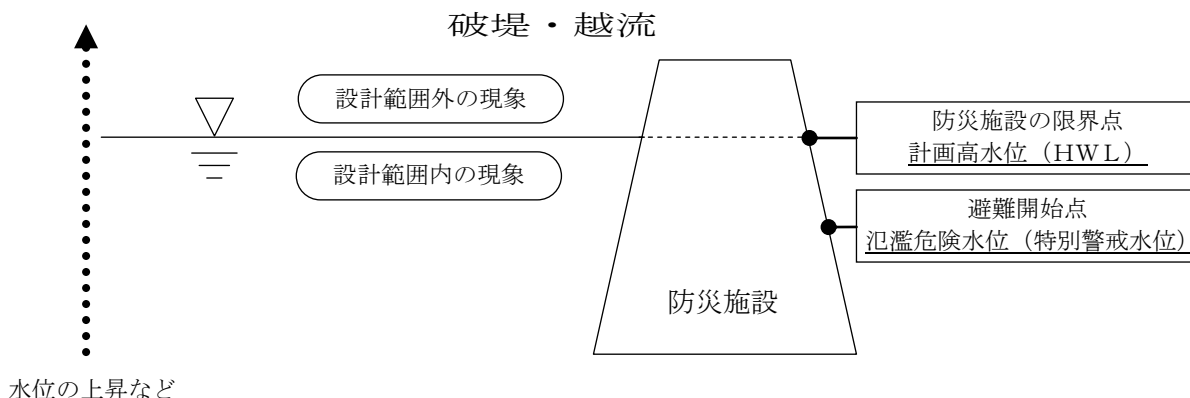 破堤・越流
設計範囲外の現象
設計範囲内の現象
防災施設の限界点
計画高水位（ＨＷＬ）
避難開始点
氾濫危険水位（特別警戒水位）
防災施設
水位の上昇など